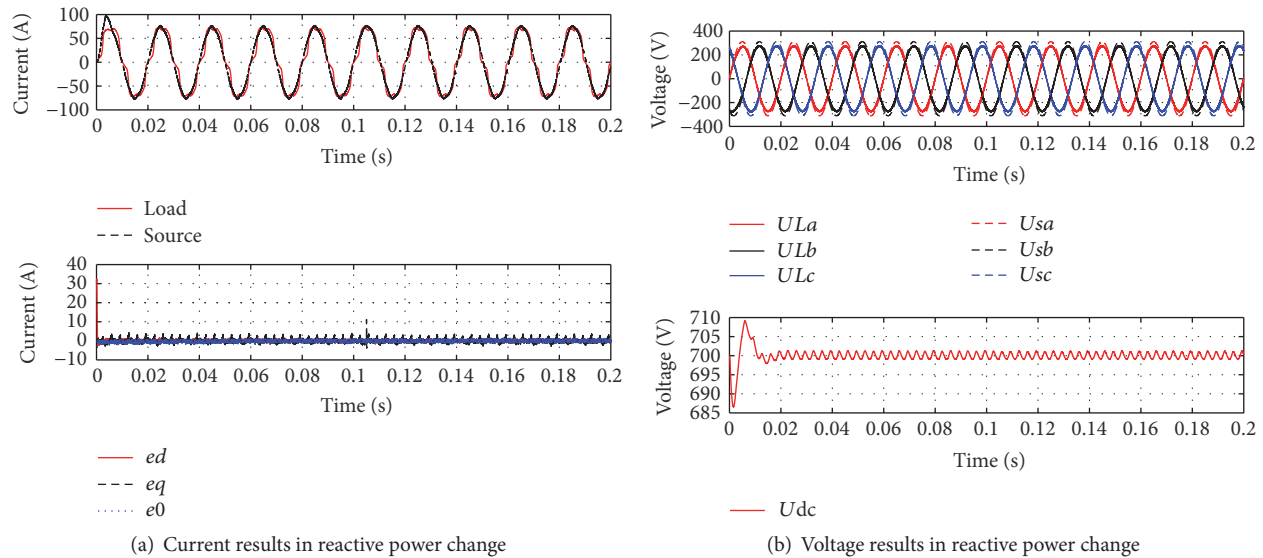 100
50
0
−50
−100
Current (A)
0 0.02 0.04 0.06 0.08 0.1 0.12 0.14 0.16 0.18 0.2
Time (s)
Load
Source
40
30
20
10
0
−10
Current (A)
0 0.02 0.04 0.06 0.08 0.1 0.12 0.14 0.16 0.18 0.2
Time (s)
ed
eq
e0
(a) Current results in reactive power change
400
200
0
−200
−400
Voltage (V)
0 0.02 0.04 0.06 0.08 0.1 0.12 0.14 0.16 0.18 0.2
Time (s)
ULa Usa
ULb Usb
ULc Usc
710
705
700
695
690
685
Voltage (V)
0 0.02 0.04 0.06 0.08 0.1 0.12 0.14 0.16 0.18 0.2
Time (s)
Udc
(b) Voltage results in reactive power change